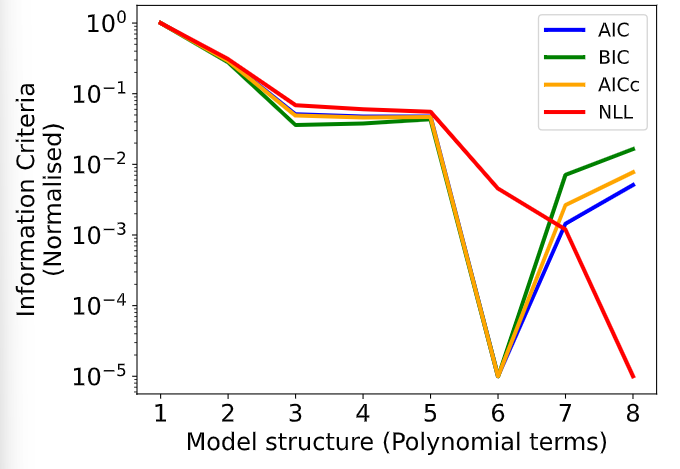 Information Criteria
(Normalised)
10⁰
10⁻¹
10⁻²
10⁻³
10⁻⁴
10⁻⁵
AIC
BIC
AICc
NLL
1 2 3 4 5 6 7 8
Model structure (Polynomial terms)